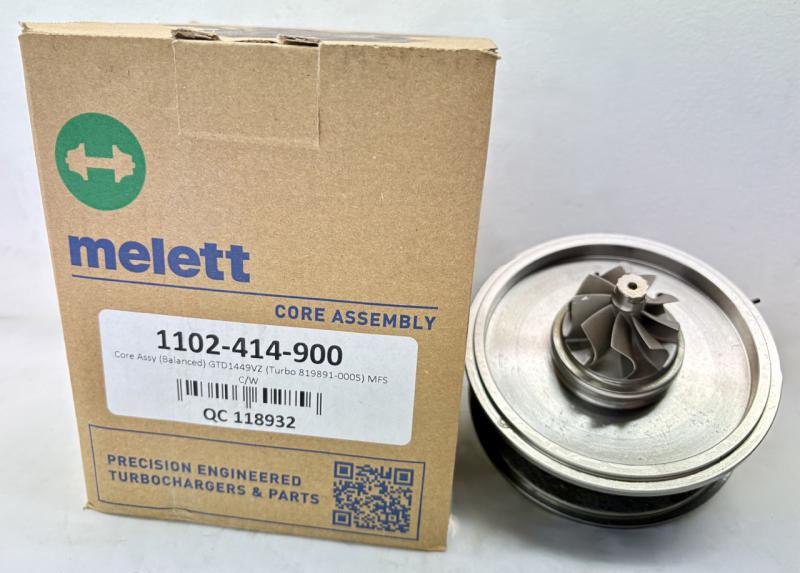 melett
CORE ASSEMBLY
1102-414-900
Core Assy (Balanced) GTD1449VZ (Turbo 819891-0005) MFS
C/W
QC 118932
PRECISION ENGINEERED
TURBOCHARGERS & PARTS